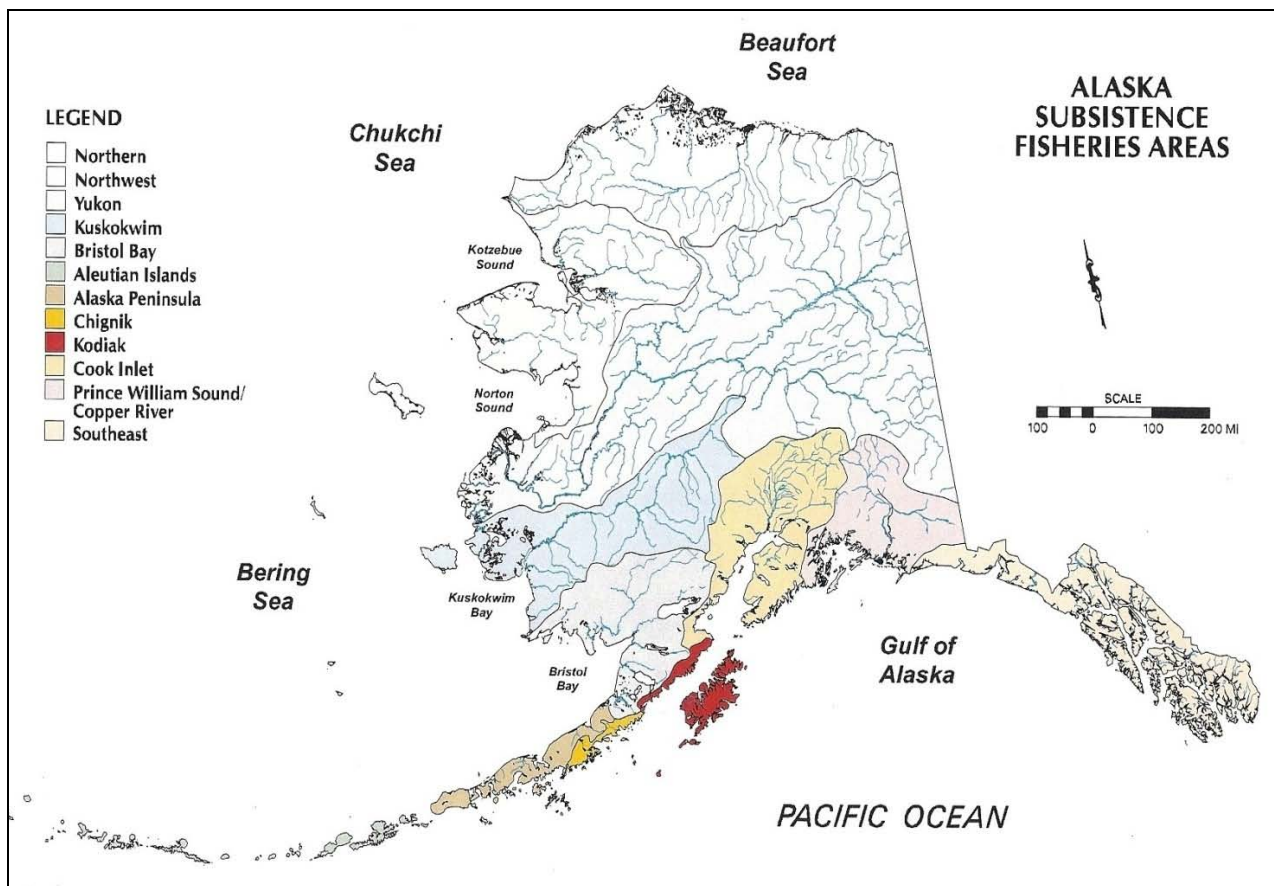 Beaufort
Sea
ALASKA
SUBSISTENCE
FISHERIES AREAS
LEGEND
Northern
Northwest
Yukon
Kuskokwim
Bristol Bay
Aleutian Islands
Alaska Peninsula
Chignik
Kodiak
Cook Inlet
Prince William Sound/
Copper River
Southeast
Chukchi
Sea
Kotzebue
Sound
Norton
Sound
SCALE
100 0 100 200 MI
Bering
Sea
Kuskokwim
Bay
Bristol
Bay
Gulf of
Alaska
PACIFIC OCEAN